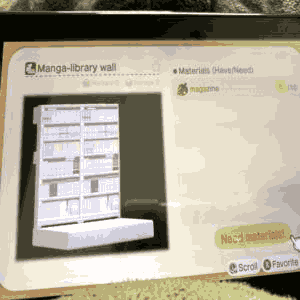 Manga-library wall
Materials (Have/Need)
magazine
Need materials!
Scroll Favorite